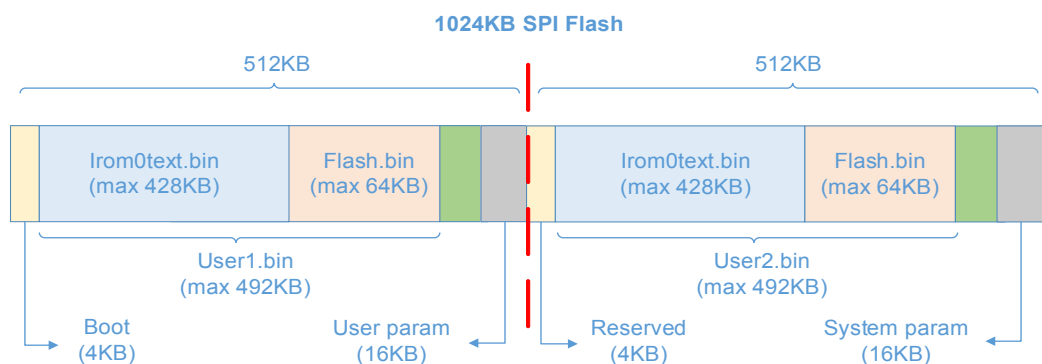 1024KB SPI Flash
512KB
512KB
Irom0text.bin
(max 428KB)
Flash.bin
(max 64KB)
Irom0text.bin
(max 428KB)
Flash.bin
(max 64KB)
User1.bin
(max 492KB)
User2.bin
(max 492KB)
Boot
(4KB)
User param
(16KB)
Reserved
(4KB)
System param
(16KB)